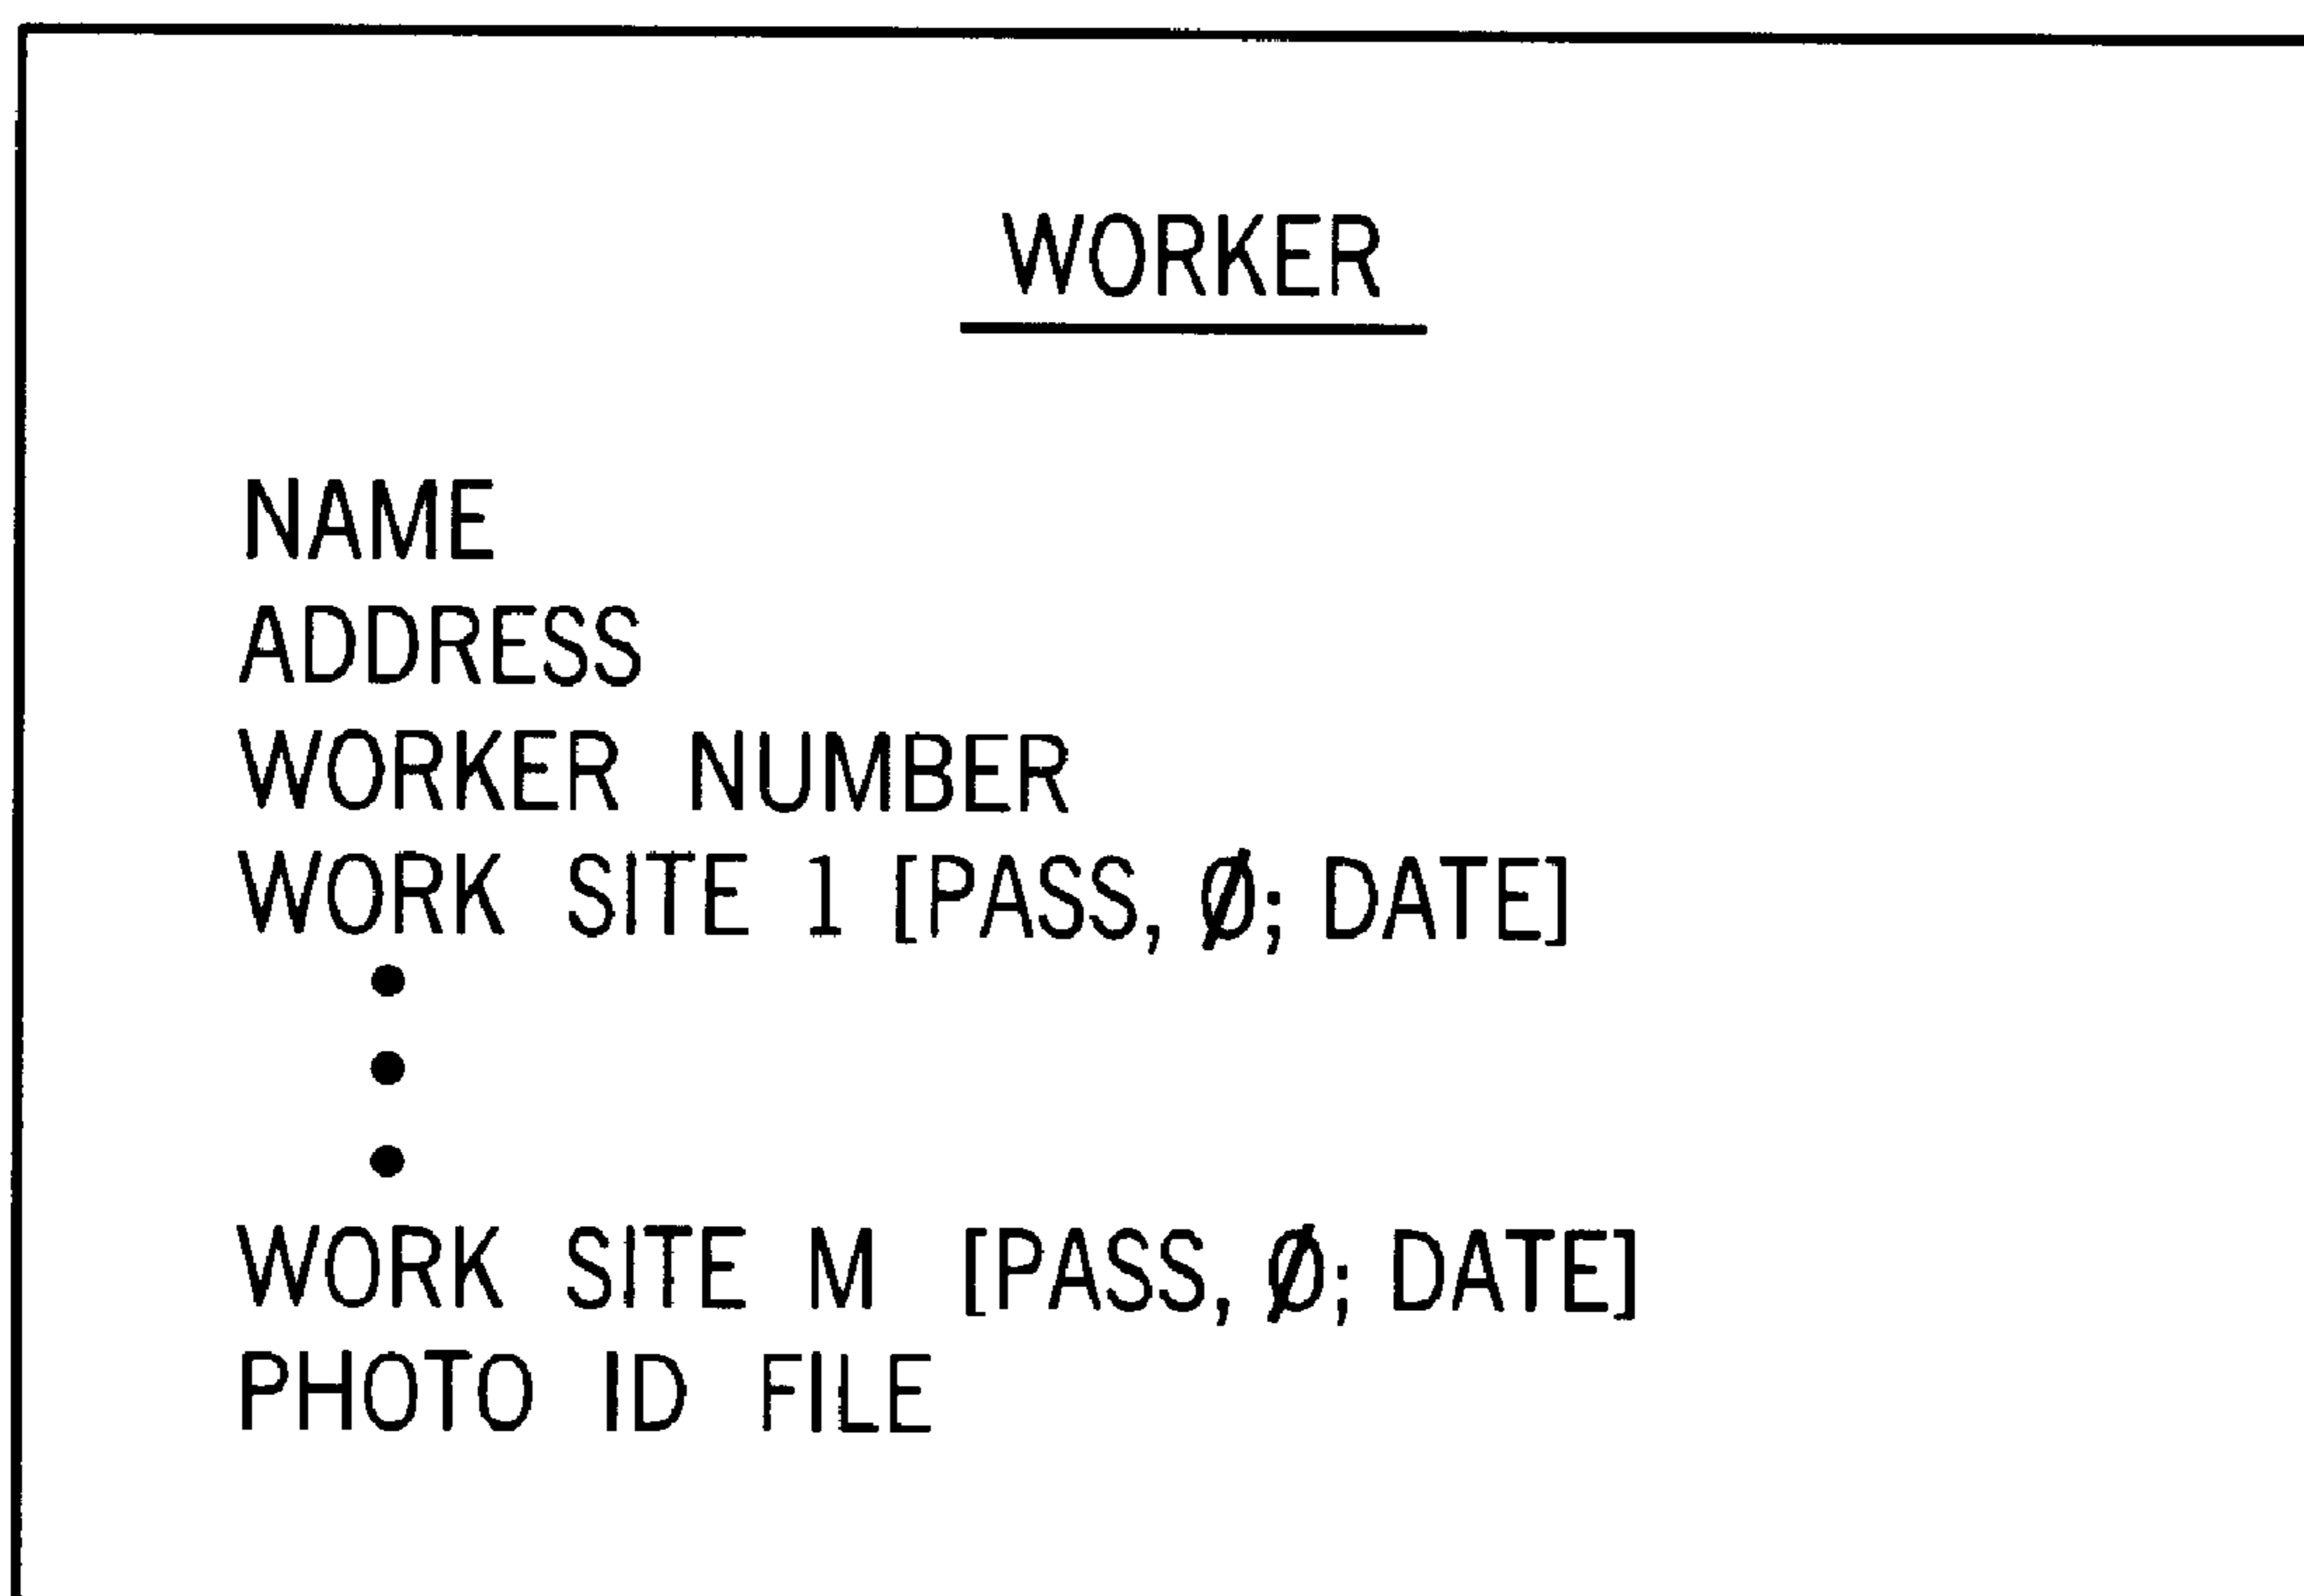 WORKER
NAME
ADDRESS
WORKER NUMBER
WORK SITE 1 [PASS, Ø; DATE]
•
•
•
WORK SITE M [PASS, Ø; DATE]
PHOTO ID FILE